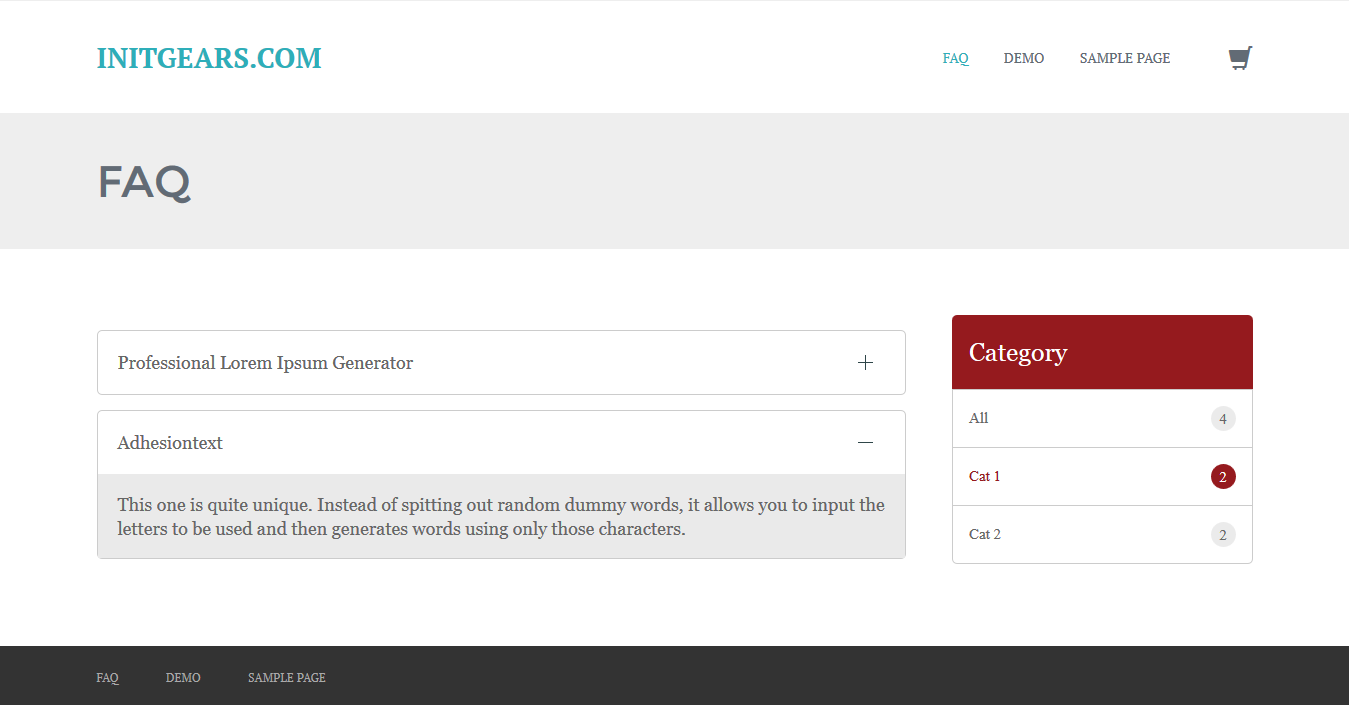 INITGEARS.COM
FAQ DEMO SAMPLE PAGE
FAQ
Professional Lorem Ipsum Generator
Adhesiontext
This one is quite unique. Instead of spitting out random dummy words, it allows you to input the
letters to be used and then generates words using only those characters.
Category
All 4
Cat 1 2
Cat 2 2
FAQ DEMO SAMPLE PAGE